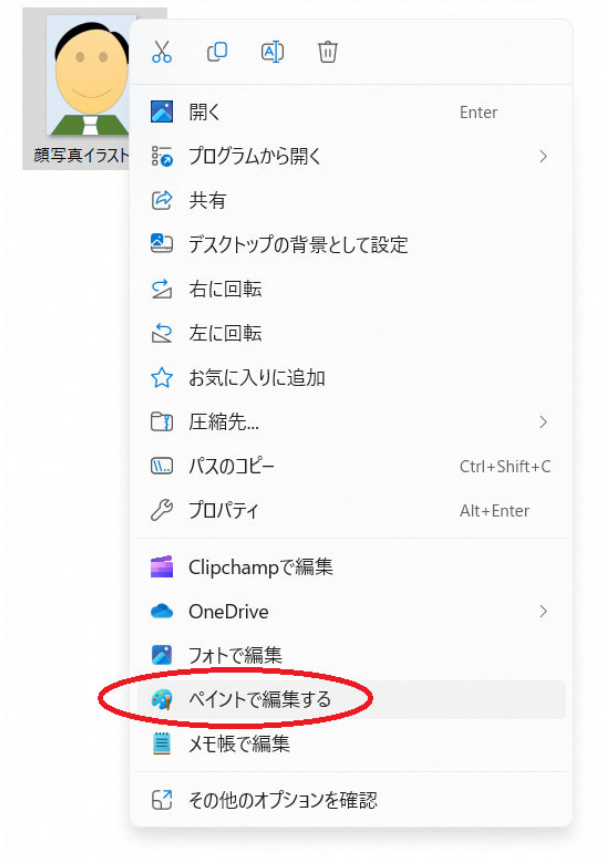 顔写真イラスト
開く Enter
プログラムから開く
共有
デスクトップの背景として設定
右に回転
左に回転
お気に入りに追加
圧縮先...
パスのコピー Ctrl+Shift+C
プロパティ Alt+Enter
Clipchampで編集
OneDrive
フォトで編集
ペイントで編集する
メモ帳で編集
その他のオプションを確認